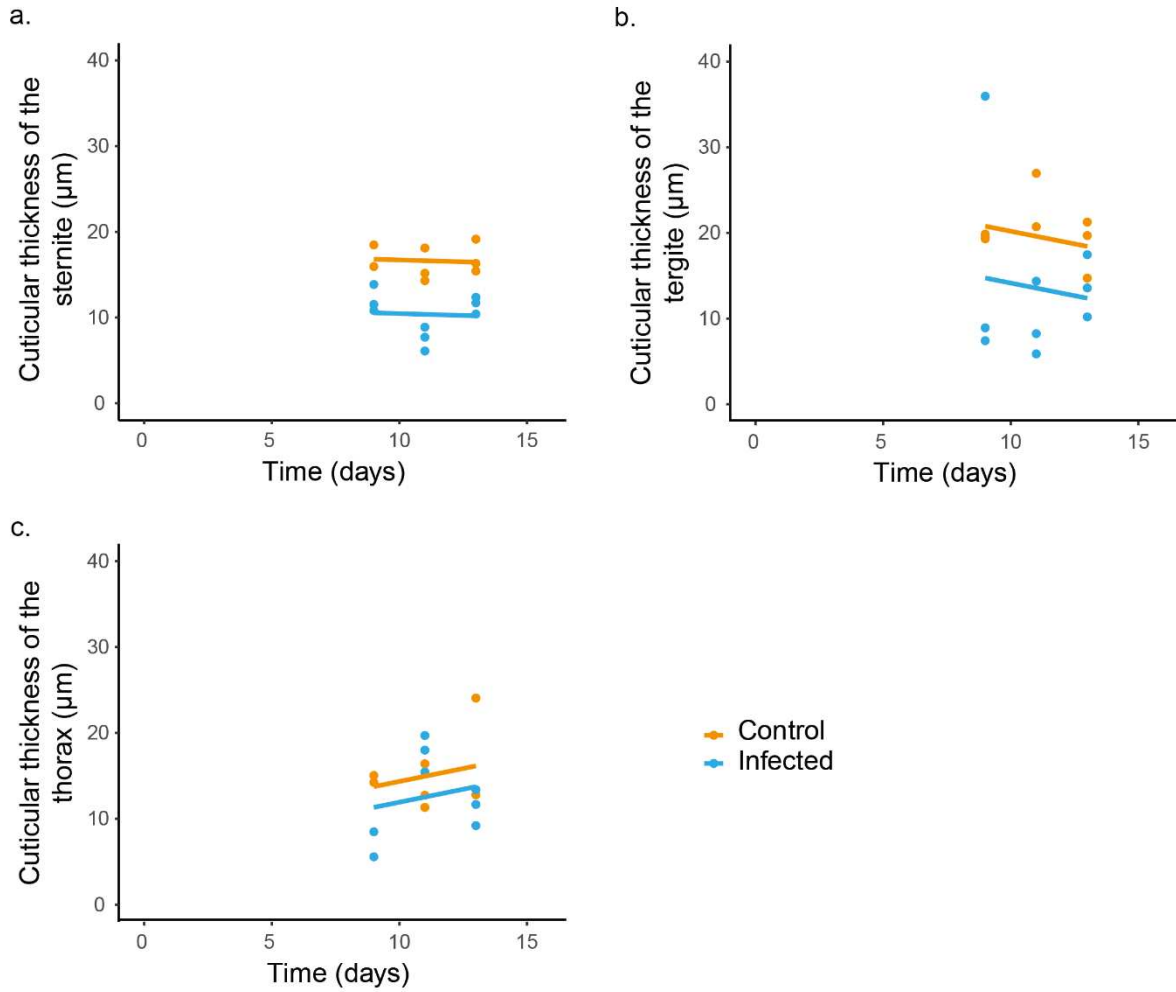 a.
Cuticular thickness of the
sternite (µm)
40
30
20
10
0
0 5 10 15
Time (days)
b.
Cuticular thickness of the
tergite (µm)
40
30
20
10
0
0 5 10 15
Time (days)
c.
Cuticular thickness of the
thorax (µm)
40
30
20
10
0
0 5 10 15
Time (days)
Control
Infected